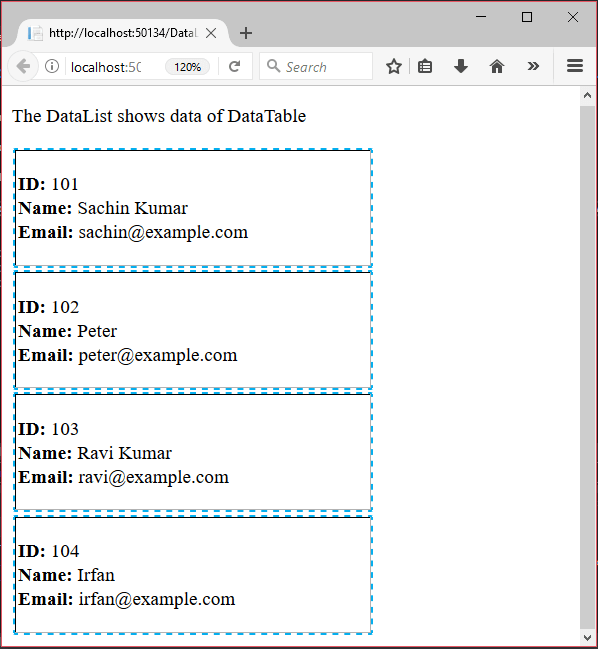 http://localhost:50134/DataL
localhost:50
120%
Search
The DataList shows data of DataTable
ID: 101
Name: Sachin Kumar
Email: sachin@example.com
ID: 102
Name: Peter
Email: peter@example.com
ID: 103
Name: Ravi Kumar
Email: ravi@example.com
ID: 104
Name: Irfan
Email: irfan@example.com